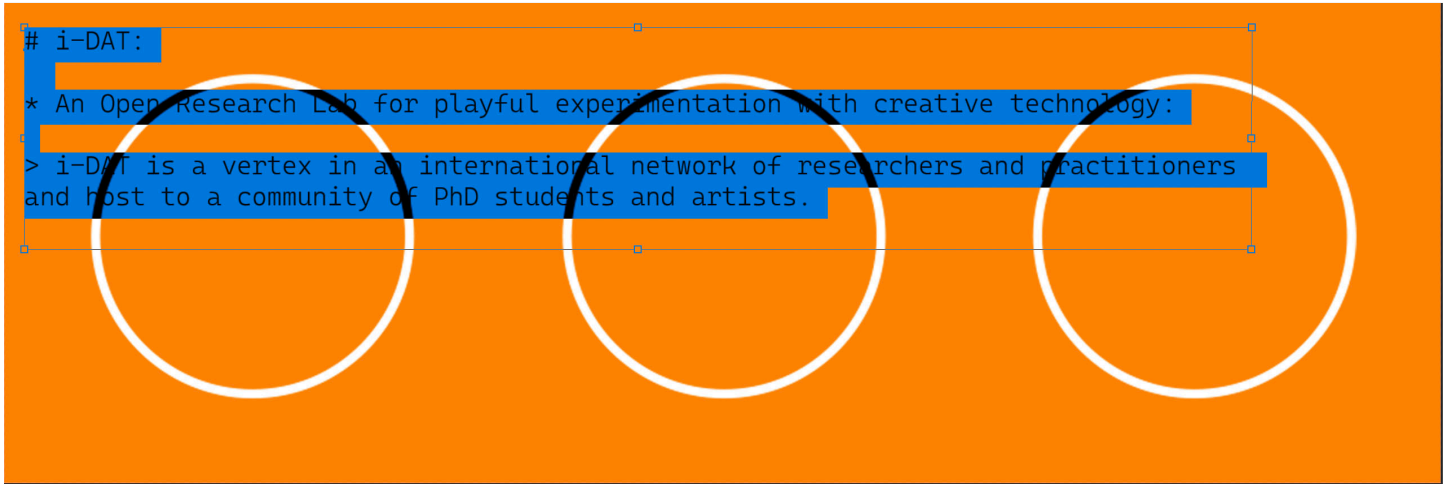 # i-DAT:
* An Open Research Lab for playful experimentation with creative technology:
> i-DAT is a vertex in an international network of researchers and practitioners
and host to a community of PhD students and artists.